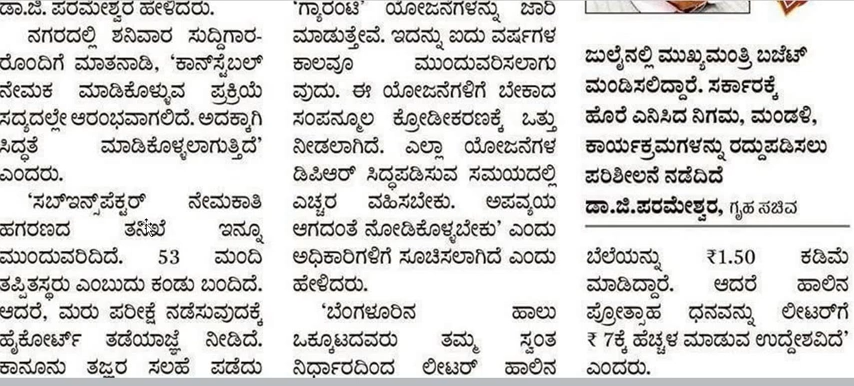 ಡಾ.ಜಿ. ಪರಮೇಶ್ವರ ಹೇಳಿದರು.
ನಗರದಲ್ಲಿ ಶನಿವಾರ ಸುದ್ದಿಗಾರ-
ರೊಂದಿಗೆ ಮಾತನಾಡಿ, ‘ಕಾನ್‌ಸ್ಟೆಬಲ್
ನೇಮಕ ಮಾಡಿಕೊಳ್ಳುವ ಪ್ರಕ್ರಿಯೆ
ಸದ್ಯದಲ್ಲೇ ಆರಂಭವಾಗಲಿದೆ. ಅದಕ್ಕಾಗಿ
ಸಿದ್ಧತೆ ಮಾಡಿಕೊಳ್ಳಲಾಗುತ್ತಿದೆ’
ಎಂದರು.
‘ಸಬ್‌ಇನ್ಸ್‌ಪೆಕ್ಟರ್ ನೇಮಕಾತಿ
ಹಗರಣದ ತನಿಖೆ ಇನ್ನೂ
ಮುಂದುವರಿದಿದೆ. 53 ಮಂದಿ
ತಪ್ಪಿತಸ್ಥರು ಎಂಬುದು ಕಂಡು ಬಂದಿದೆ.
ಆದರೆ, ಮರು ಪರೀಕ್ಷೆ ನಡೆಸುವುದಕ್ಕೆ
ಹೈಕೋರ್ಟ್ ತಡೆಯಾಜ್ಞೆ ನೀಡಿದೆ.
ಕಾನೂನು ತಜ್ಞರ ಸಲಹೆ ಪಡೆದು
‘ಗ್ಯಾರಂಟಿ’ ಯೋಜನೆಗಳನ್ನು ಜಾರಿ
ಮಾಡುತ್ತೇವೆ. ಇದನ್ನು ಐದು ವರ್ಷಗಳ
ಕಾಲವೂ ಮುಂದುವರಿಸಲಾಗು
ವುದು. ಈ ಯೋಜನೆಗಳಿಗೆ ಬೇಕಾದ
ಸಂಪನ್ಮೂಲ ಕ್ರೋಡೀಕರಣಕ್ಕೆ ಒತ್ತು
ನೀಡಲಾಗಿದೆ. ಎಲ್ಲಾ ಯೋಜನೆಗಳ
ಡಿಪಿಆರ್ ಸಿದ್ಧಪಡಿಸುವ ಸಮಯದಲ್ಲಿ
ಎಚ್ಚರ ವಹಿಸಬೇಕು. ಅಪವ್ಯಯ
ಆಗದಂತೆ ನೋಡಿಕೊಳ್ಳಬೇಕು’ ಎಂದು
ಅಧಿಕಾರಿಗಳಿಗೆ ಸೂಚಿಸಲಾಗಿದೆ ಎಂದು
ಹೇಳಿದರು.
‘ಬೆಂಗಳೂರಿನ ಹಾಲು
ಒಕ್ಕೂಟದವರು ತಮ್ಮ ಸ್ವಂತ
ನಿರ್ಧಾರದಿಂದ ಲೀಟರ್ ಹಾಲಿನ
ಜುಲೈನಲ್ಲಿ ಮುಖ್ಯಮಂತ್ರಿ ಬಜೆಟ್
ಮಂಡಿಸಲಿದ್ದಾರೆ. ಸರ್ಕಾರಕ್ಕೆ
ಹೊರೆ ಎನಿಸಿದ ನಿಗಮ, ಮಂಡಳಿ,
ಕಾರ್ಯಕ್ರಮಗಳನ್ನು ರದ್ದುಪಡಿಸಲು
ಪರಿಶೀಲನೆ ನಡೆದಿದೆ
ಡಾ.ಜಿ.ಪರಮೇಶ್ವರ, ಗೃಹ ಸಚಿವ
ಬೆಲೆಯನ್ನು ₹1.50 ಕಡಿಮೆ
ಮಾಡಿದ್ದಾರೆ. ಆದರೆ ಹಾಲಿನ
ಪ್ರೋತ್ಸಾಹ ಧನವನ್ನು ಲೀಟರ್‌ಗೆ
₹ 7ಕ್ಕೆ ಹೆಚ್ಚಳ ಮಾಡುವ ಉದ್ದೇಶವಿದೆ’
ಎಂದರು.